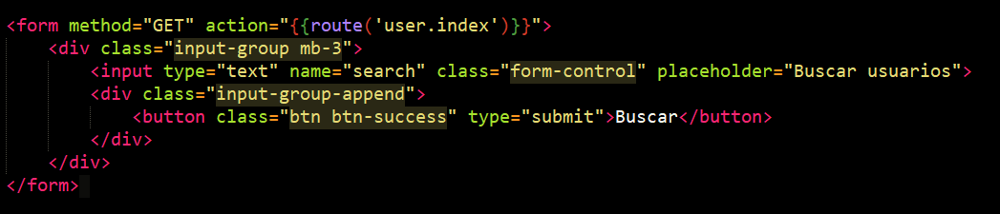 <form method="GET" action="{{route('user.index')}}">
<div class="input-group mb-3">
<input type="text" name="search" class="form-control" placeholder="Buscar usuarios">
<div class="input-group-append">
<button class="btn btn-success" type="submit">Buscar</button>
</div>
</div>
</form>